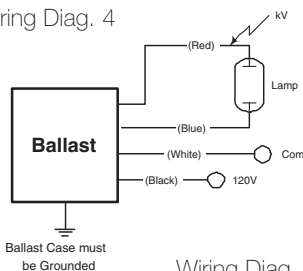 ring Diag. 4
kV
(Red)
Lamp
(Blue)
Ballast
(White)
Com
(Black)
120V
Ballast Case must
be Grounded
Wiring Diag